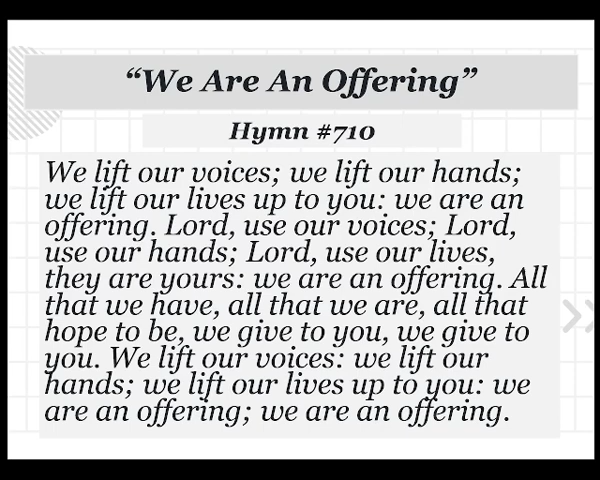 “We Are An Offering”
Hymn #710
We lift our voices; we lift our hands;
we lift our lives up to you: we are an
offering. Lord, use our voices; Lord,
use our hands; Lord, use our lives,
they are yours: we are an offering. All
that we have, all that we are, all that
hope to be, we give to you, we give to
you. We lift our voices: we lift our
hands; we lift our lives up to you: we
are an offering; we are an offering.